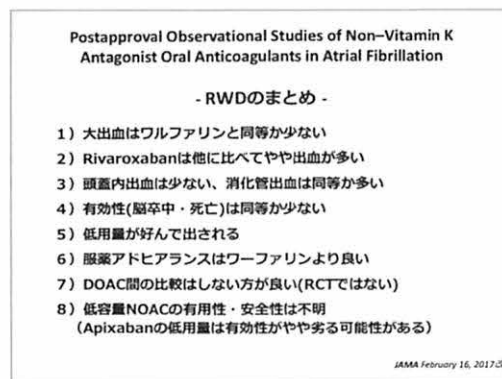 Postapproval Observational Studies of Non–Vitamin K
Antagonist Oral Anticoagulants in Atrial Fibrillation
- RWDのまとめ -
1）大出血はワルファリンと同等か少ない
2）Rivaroxabanは他に比べてやや出血が多い
3）頭蓋内出血は少ない、消化管出血は同等か多い
4）有効性(脳卒中・死亡)は同等か少ない
5）低用量が好んで出される
6）服薬アドヒアランスはワーファリンより良い
7）DOAC間の比較はしない方が良い(RCTではない)
8）低容量NOACの有用性・安全性は不明
（Apixabanの低用量は有効性がやや劣る可能性がある）
JAMA February 16, 2017